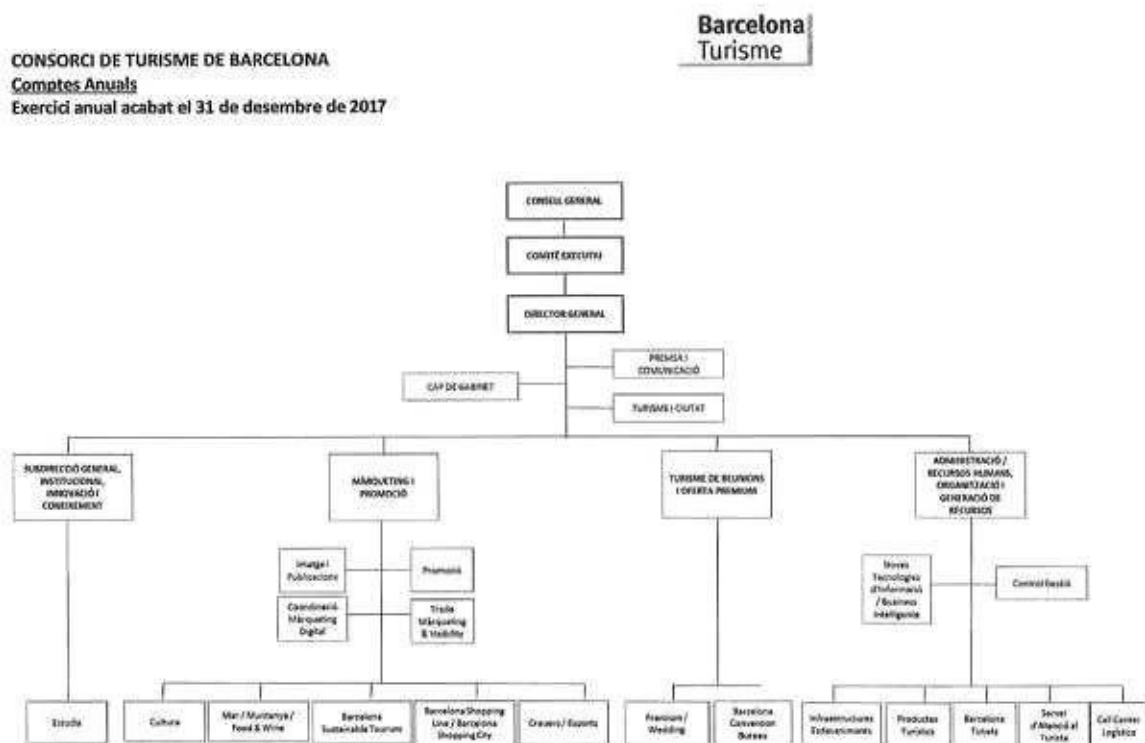 Barcelona
Turisme
CONSORCI DE TURISME DE BARCELONA
Comptes Anuals
Exercici anual acabat el 31 de desembre de 2017
CONSELL GENERAL
COMITÈ EXECUTIU
DIRECTOR GENERAL
PREMSA I
COMUNICACIÓ
CAP DE GABINET
TURISME I CIUTAT
SUBDIRECCIÓ GENERAL,
INSTITUCIONAL,
INNOVACIÓ I
CONEIXEMENT
MÀRQUETING I
PROMOCIÓ
TURISME DE REUNIONS
I OFERTA PREMIUM
ADMINISTRACIÓ /
RECURSOS HUMANS,
ORGANITZACIÓ I
GENERACIÓ DE
RECURSOS
Imatge i
Publicacions
Promoció
Coordinació
Màrqueting
Digital
Trade
Màrqueting
& Visibility
Noves
Tecnologies
d'Informació
/ Business
Intelligence
Control Gestió
Estudis
Cultura
Mar / Muntanya /
Food & Wine
Barcelona
Sustainable Tourism
Barcelona Shopping
Line / Barcelona
Shopping City
Creuers / Esports
Premium /
Wedding
Barcelona
Convention
Bureau
Infraestructures
Esdeveniments
Productes
Turístics
Barcelona
Tickets
Servei
d'Atenció al
Turista
Call Center
Logística